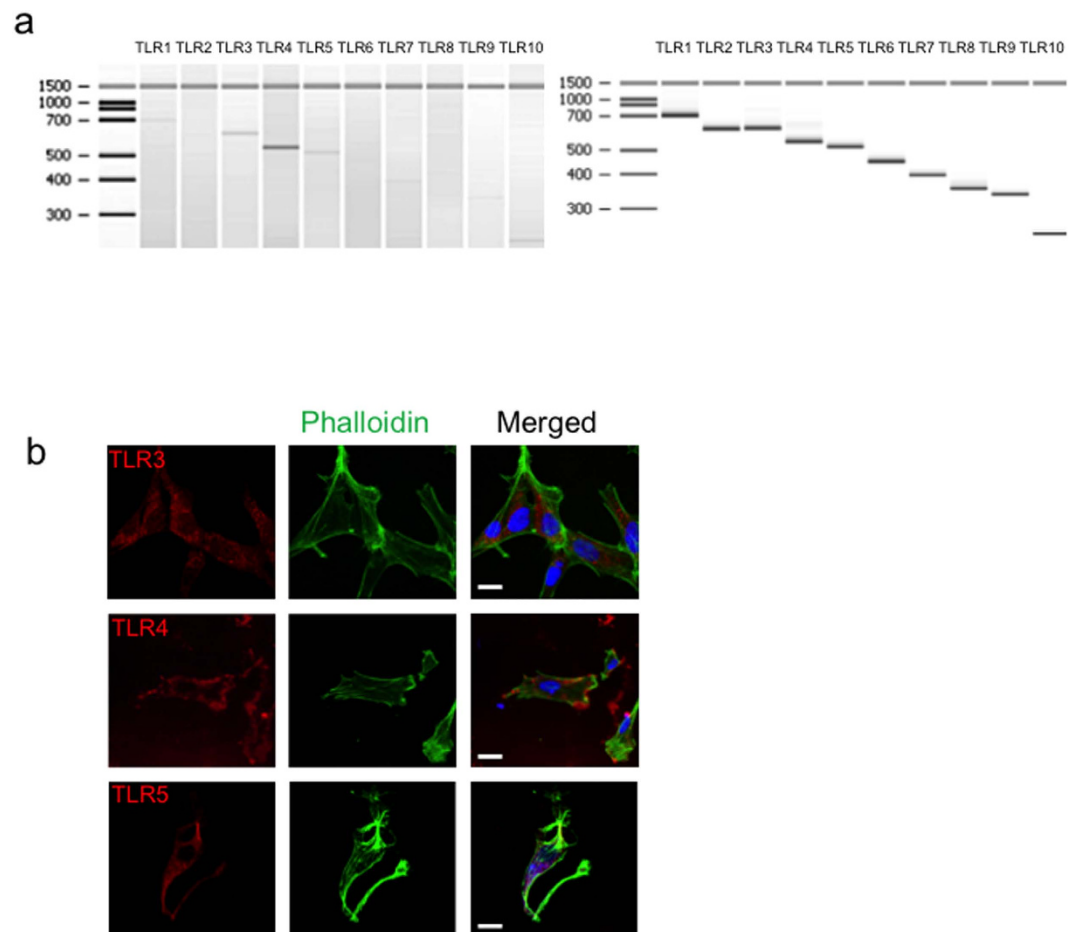 a
TLR1 TLR2 TLR3 TLR4 TLR5 TLR6 TLR7 TLR8 TLR9 TLR10
1500
1000
700
500
400
300
TLR1 TLR2 TLR3 TLR4 TLR5 TLR6 TLR7 TLR8 TLR9 TLR10
1500
1000
700
500
400
300
b
Phalloidin Merged
TLR3
TLR4
TLR5